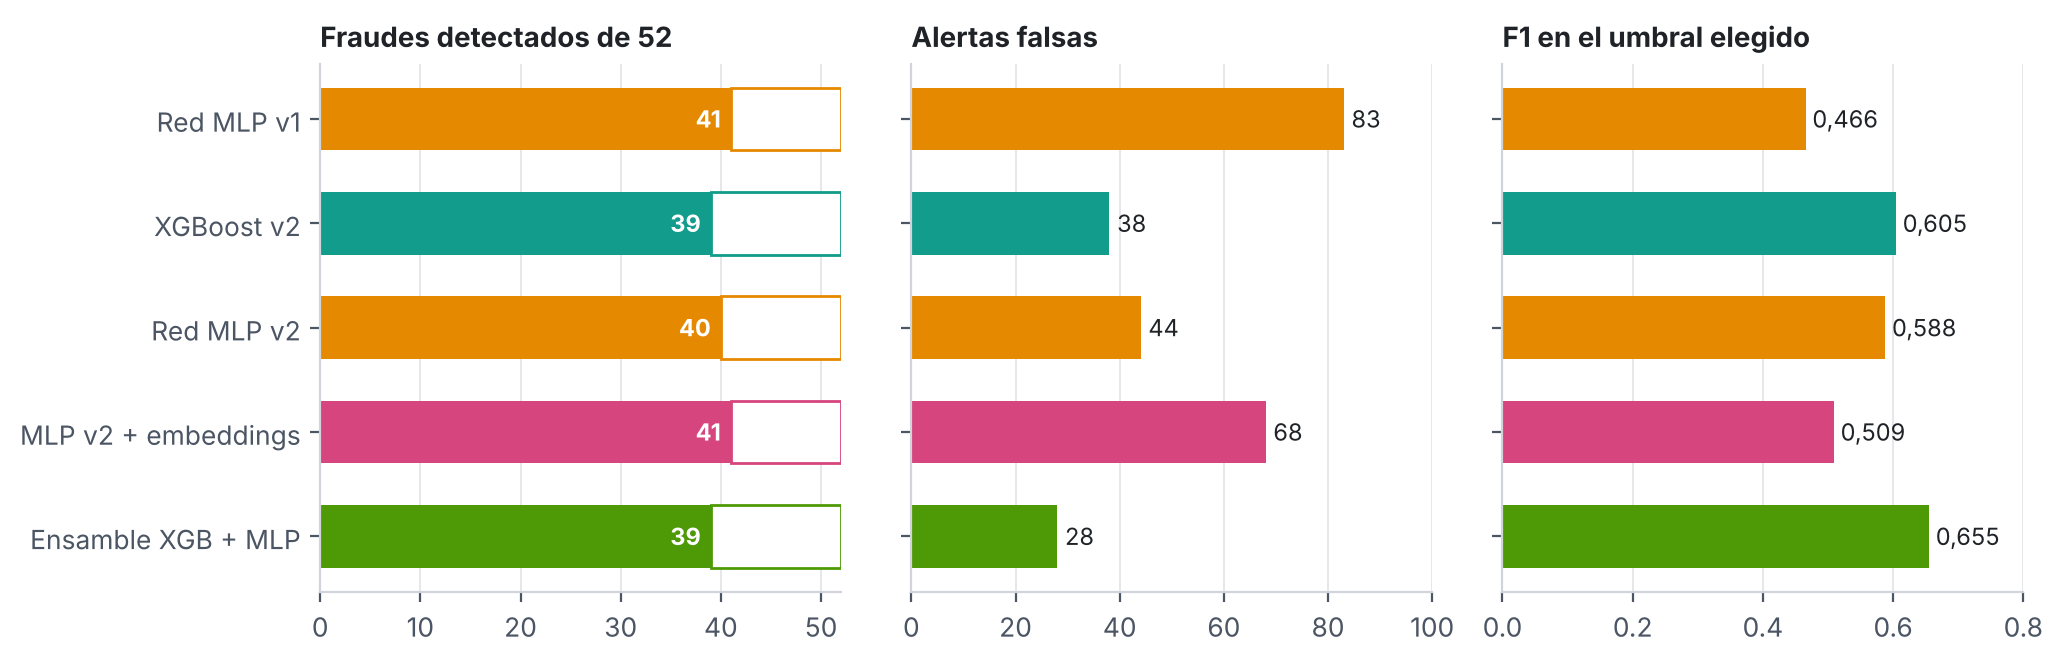 Fraudes detectados de 52
Alertas falsas
F1 en el umbral elegido
Red MLP v1
41
83
0,466
XGBoost v2
39
38
0,605
Red MLP v2
40
44
0,588
MLP v2 + embeddings
41
68
0,509
Ensamble XGB + MLP
39
28
0,655
0 10 20 30 40 50
0 20 40 60 80 100
0.0 0.2 0.4 0.6 0.8